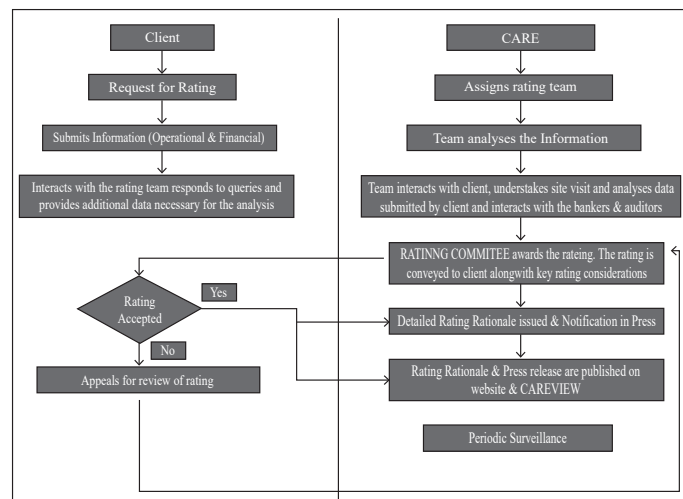 Client
Request for Rating
Submits Information (Operational & Financial)
Interacts with the rating team responds to queries and
provides additional data necessary for the analysis
Rating
Accepted
Yes
No
Appeals for review of rating
CARE
Assigns rating team
Team analyses the Information
Team interacts with client, understakes site visit and analyses data
submitted by client and interacts with the bankers & auditors
RATINNG COMMITEE awards the rateing. The rating is
conveyed to client alongwith key rating considerations
Detailed Rating Rationale issued & Notification in Press
Rating Rationale & Press release are published on
website & CAREVIEW
Periodic Surveillance